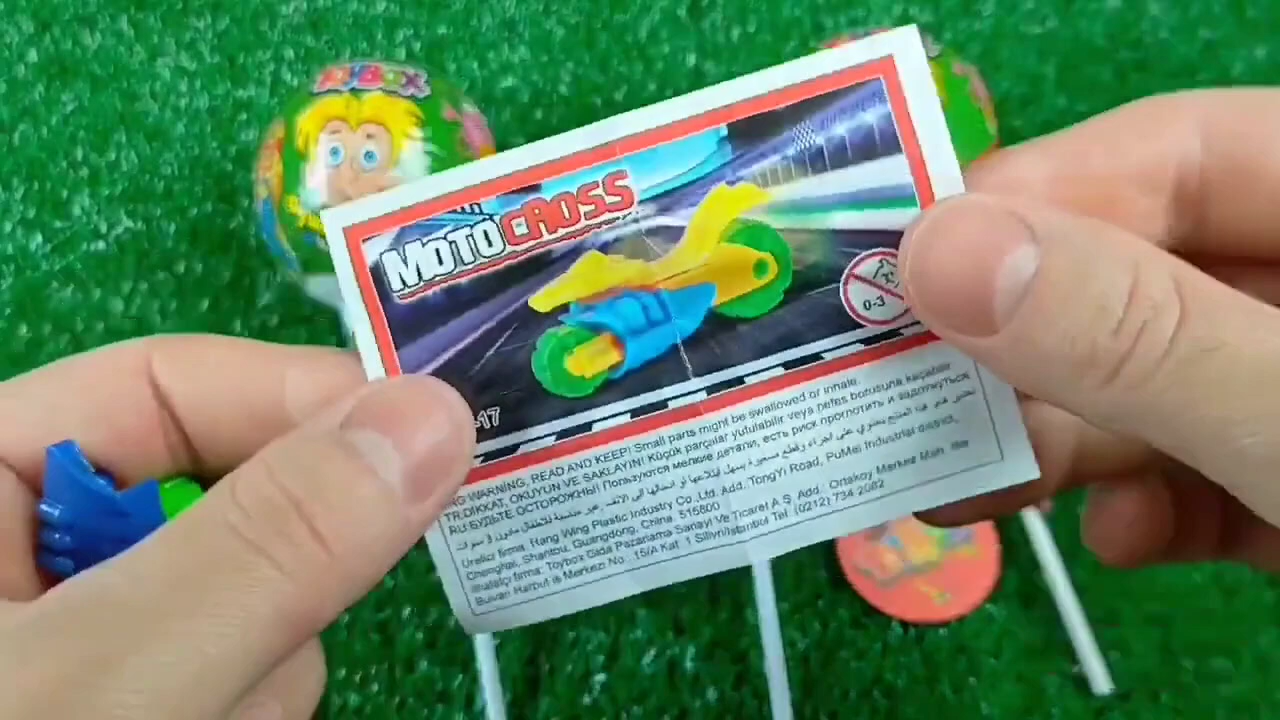 TOYBOX
MOTOCROSS
0-3
-17
NG WARNING, READ AND KEEP! Small parts might be swallowed or inhale.
TR.DIKKAT, OKUYUN VE SAKLAYIN! Küçük parçalar yutulabilir veya nefes borusuna kaçabilir
RU БУДЬТЕ ОСТОРОЖНЫ! Пользуются мелкие детали, есть риск проглотить и задохнуться
Üretici firma: Hang Wing Plastic Industry Co.,Ltd. Add. TongYi Road, PuMei Industrial district,
Chenghai, Shantou, Guangdong, China. 515800
İthalatçı firma: Toybox Gıda Pazarlama Sanayi Ve Ticaret A.Ş. Add.: Ortaköy Merkez Mah.
Bulvarı Harbut İş Merkezi No : 15/A Kat: 1 Silivri/İstanbul Tel: (0212) 734 2082